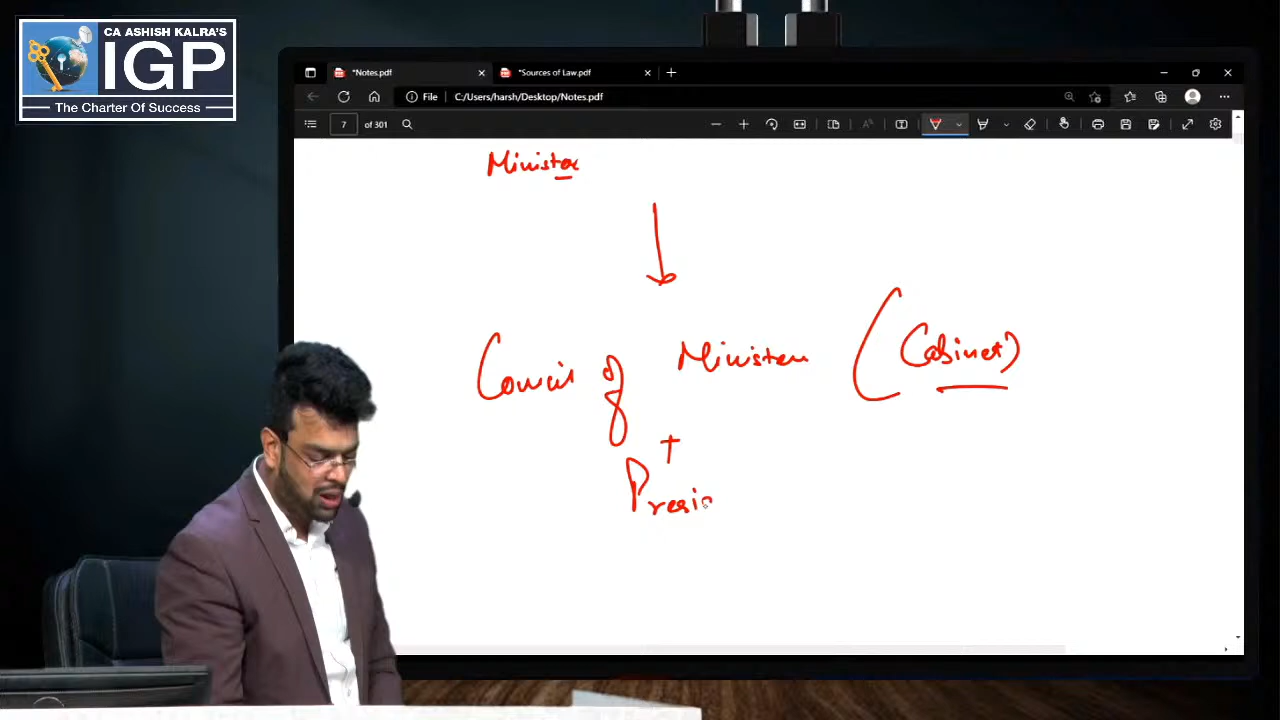 CA ASHISH KALRA'S
IGP
The Charter Of Success
*Notes.pdf
*Sources of Law.pdf
File
C:/Users/harsh/Desktop/Notes.pdf
7 of 301
Minister
Council of Ministers (Cabinet)
+
Presi